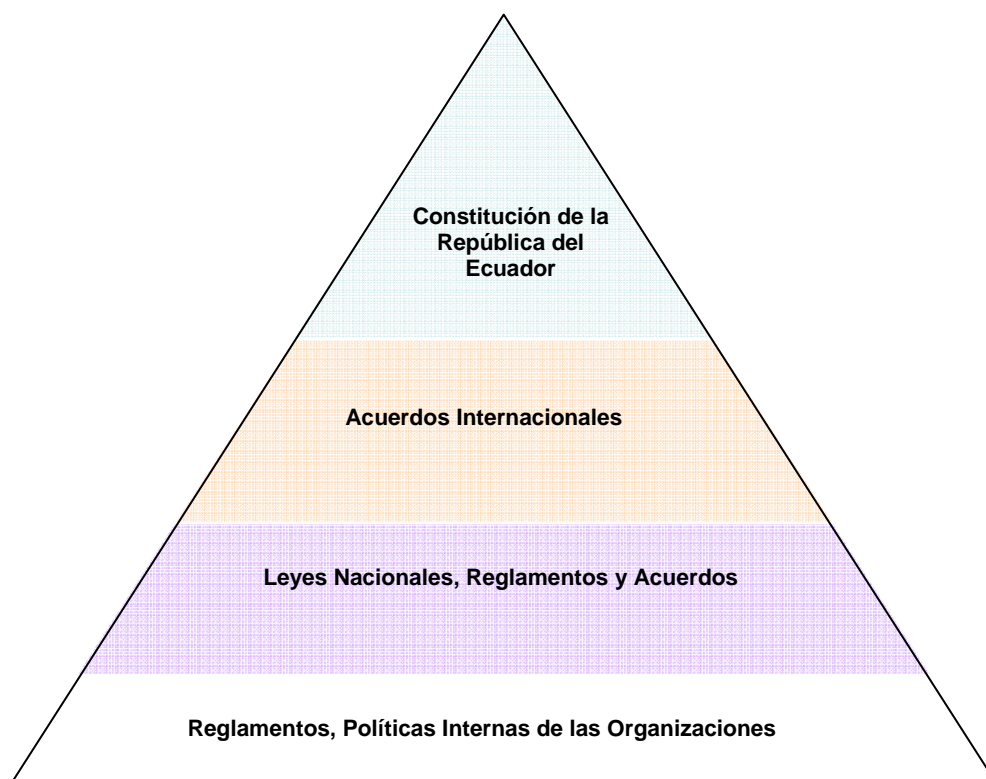 Constitución de la
República del
Ecuador
Acuerdos Internacionales
Leyes Nacionales, Reglamentos y Acuerdos
Reglamentos, Políticas Internas de las Organizaciones